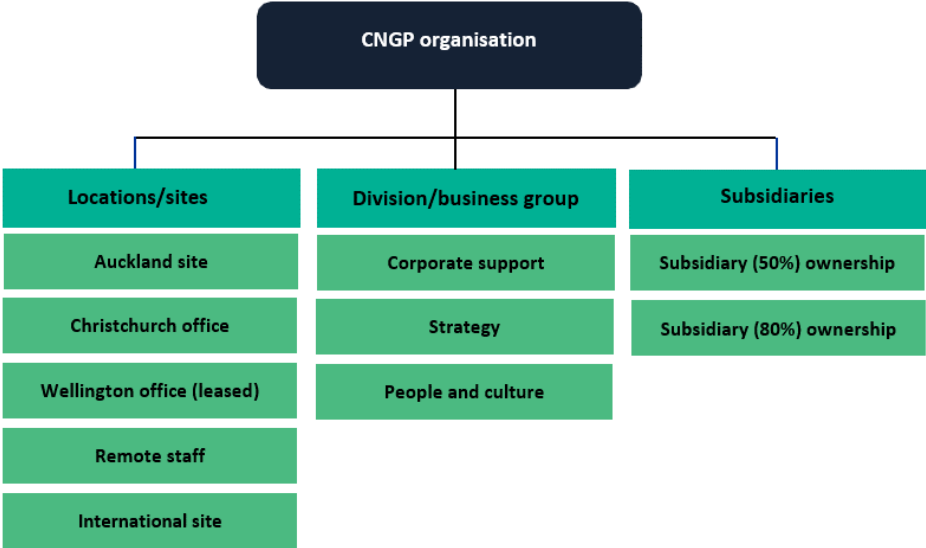 CNGP organisation
Locations/sites
Auckland site
Christchurch office
Wellington office (leased)
Remote staff
International site
Division/business group
Corporate support
Strategy
People and culture
Subsidiaries
Subsidiary (50%) ownership
Subsidiary (80%) ownership